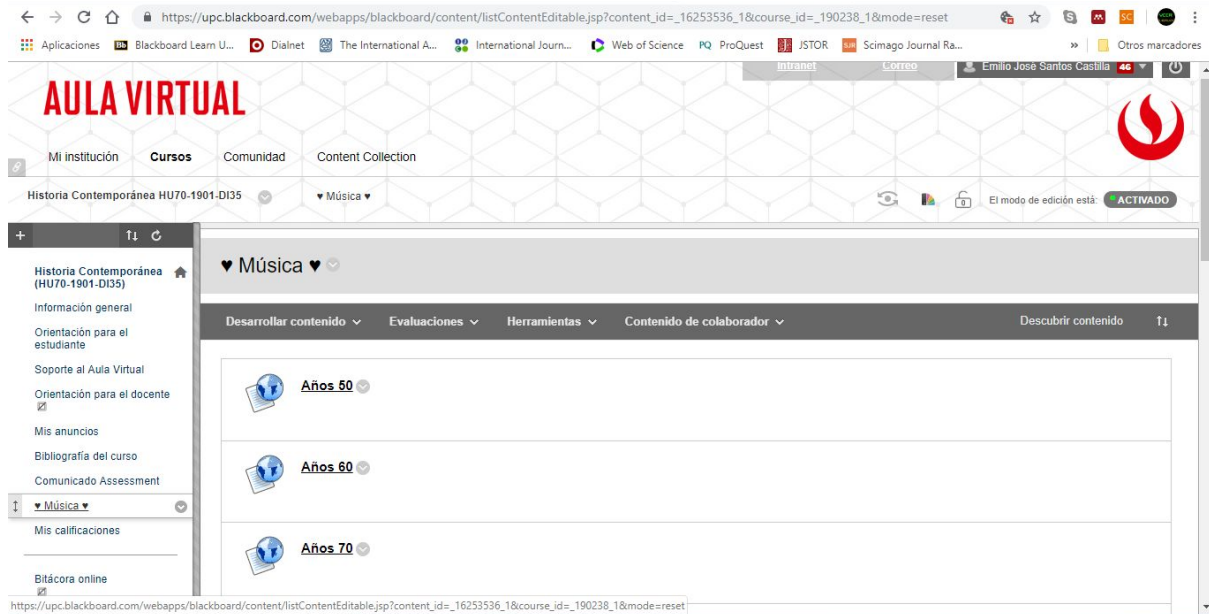 https://upc.blackboard.com/webapps/blackboard/content/listContentEditable.jsp?content_id=_16253536_1&course_id=_190238_1&mode=reset
Aplicaciones Bb Blackboard Learn U... Dialnet The International A... International Journ... Web of Science PQ ProQuest JSTOR SJR Scimago Journal Ra... » Otros marcadores
Intranet Correo Emilio José Santos Castilla 46
AULA VIRTUAL
Mi institución Cursos Comunidad Content Collection
Historia Contemporánea HU70-1901-DI35 ♥ Música ♥ El modo de edición está: ACTIVADO
♥ Música ♥
Historia Contemporánea
(HU70-1901-DI35)
Información general
Orientación para el
estudiante
Soporte al Aula Virtual
Orientación para el docente
Mis anuncios
Bibliografía del curso
Comunicado Assessment
♥ Música ♥
Mis calificaciones
Bitácora online
Desarrollar contenido Evaluaciones Herramientas Contenido de colaborador Descubrir contenido
Años 50
Años 60
Años 70
https://upc.blackboard.com/webapps/blackboard/content/listContentEditable.jsp?content_id=_16253536_1&course_id=_190238_1&mode=reset